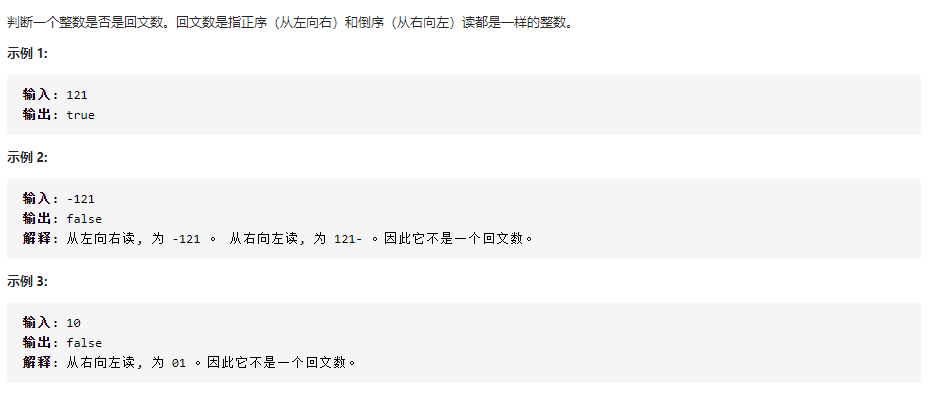 判断一个整数是否是回文数。回文数是指正序（从左向右）和倒序（从右向左）读都是一样的整数。
示例 1:
输入: 121
输出: true
示例 2:
输入: -121
输出: false
解释: 从左向右读, 为 -121 。 从右向左读, 为 121- 。因此它不是一个回文数。
示例 3:
输入: 10
输出: false
解释: 从右向左读, 为 01 。因此它不是一个回文数。